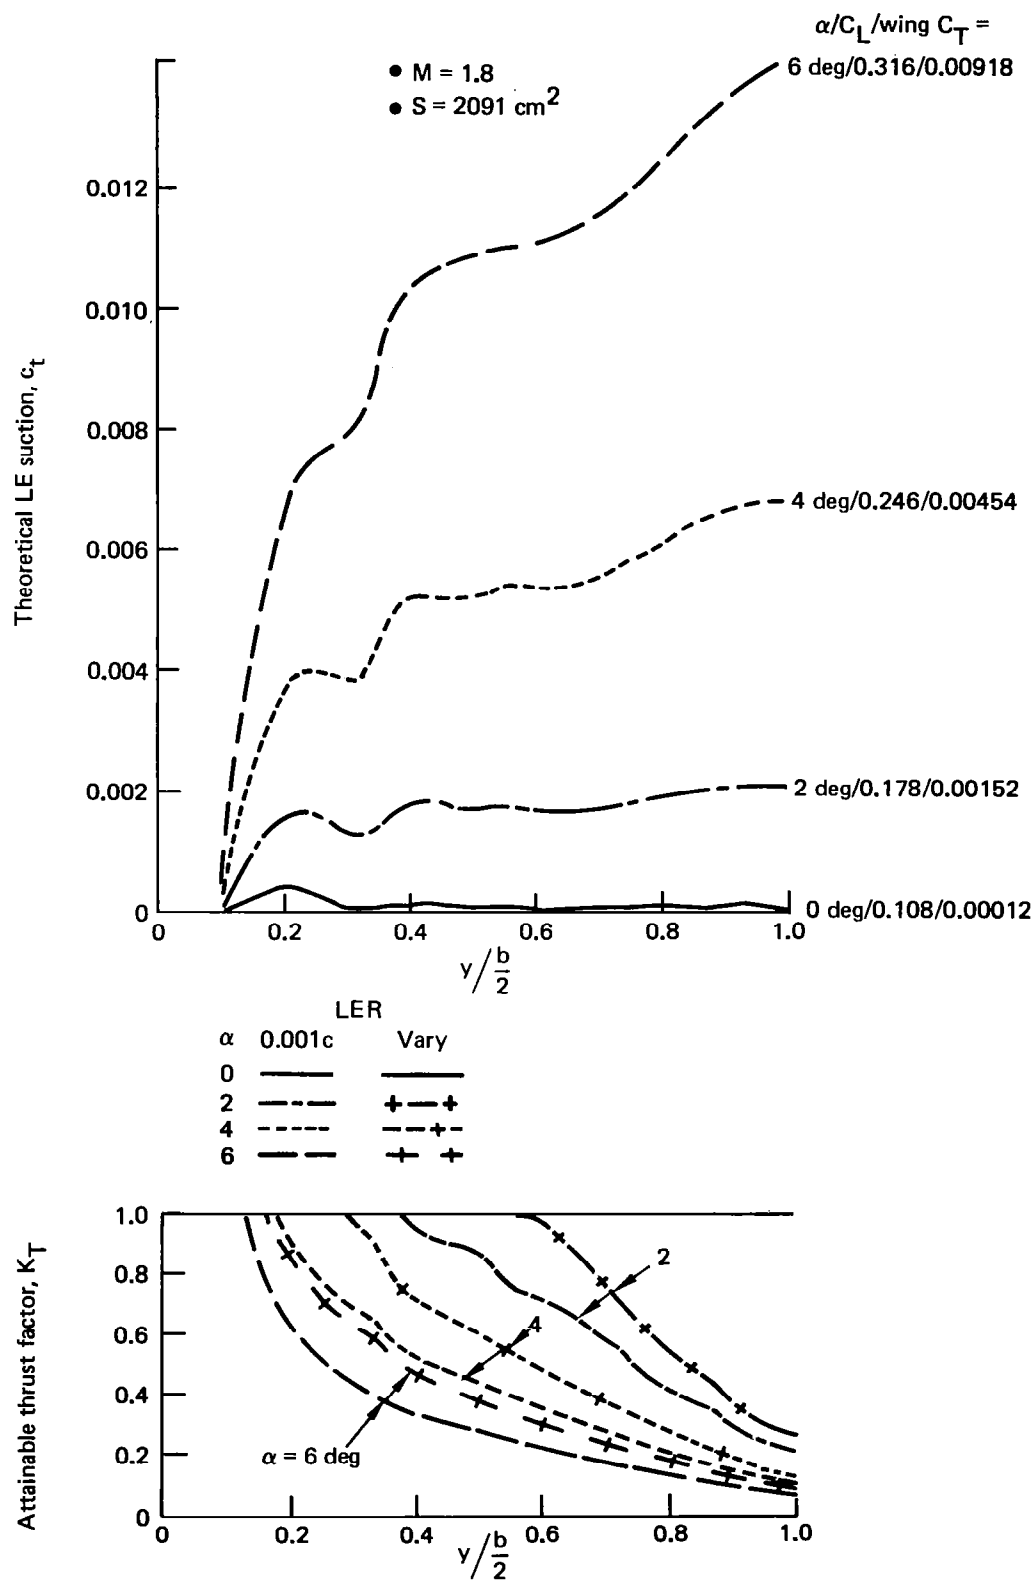 α/C_L/wing C_T =
● M = 1.8
● S = 2091 cm²
6 deg/0.316/0.00918
0.012
0.010
0.008
0.006
0.004
0.002
0
Theoretical LE suction, c_t
4 deg/0.246/0.00454
2 deg/0.178/0.00152
0 deg/0.108/0.00012
0 0.2 0.4 0.6 0.8 1.0
y/b/2
LER
α 0.001c Vary
0
2
4
6
1.0
0.8
0.6
0.4
0.2
0
Attainable thrust factor, K_T
2
4
α = 6 deg
0 0.2 0.4 0.6 0.8 1.0
y/b/2